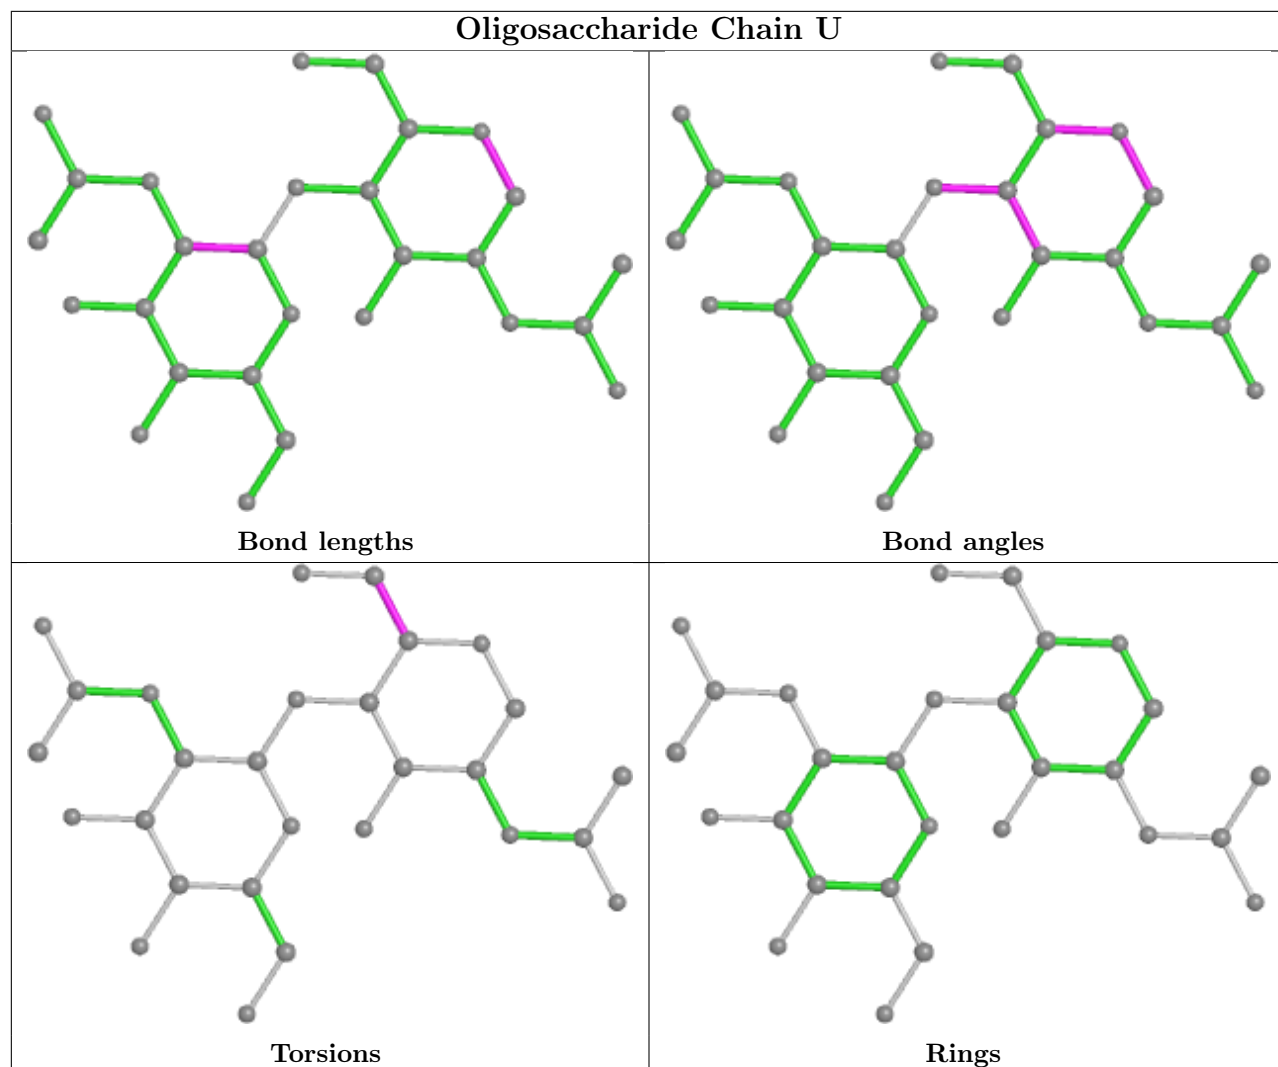 Oligosaccharide Chain U
Bond lengths
Bond angles
Torsions
Rings